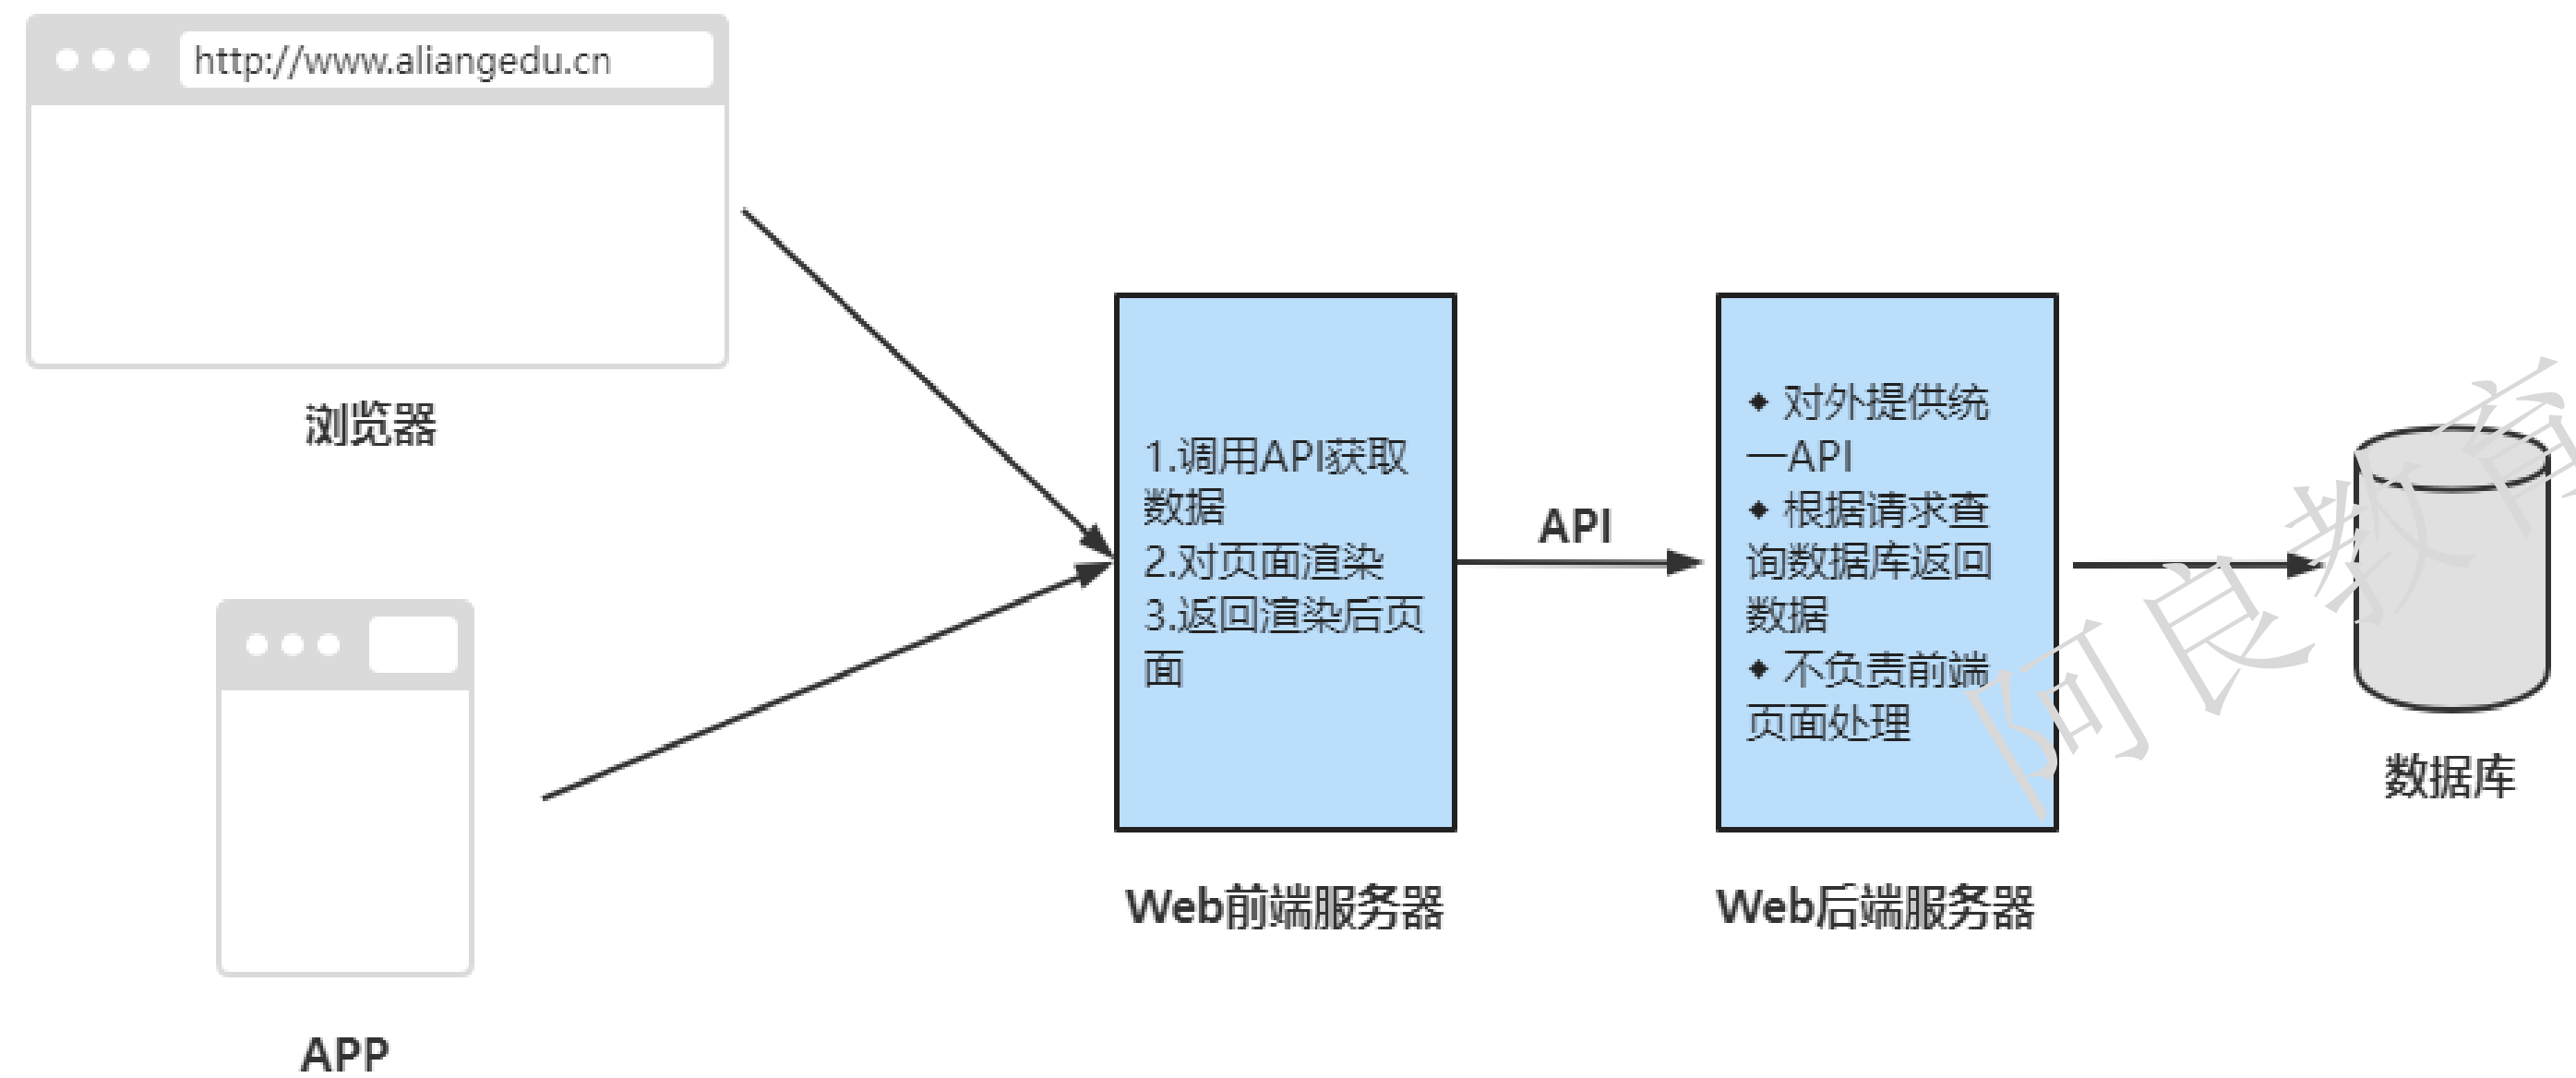 http://www.aliangedu.cn
浏览器
APP
1.调用API获取
数据
2.对页面渲染
3.返回渲染后页
面
Web前端服务器
API
◆ 对外提供统
一API
◆ 根据请求查
询数据库返回
数据
◆ 不负责前端
页面处理
Web后端服务器
数据库
阿良教育